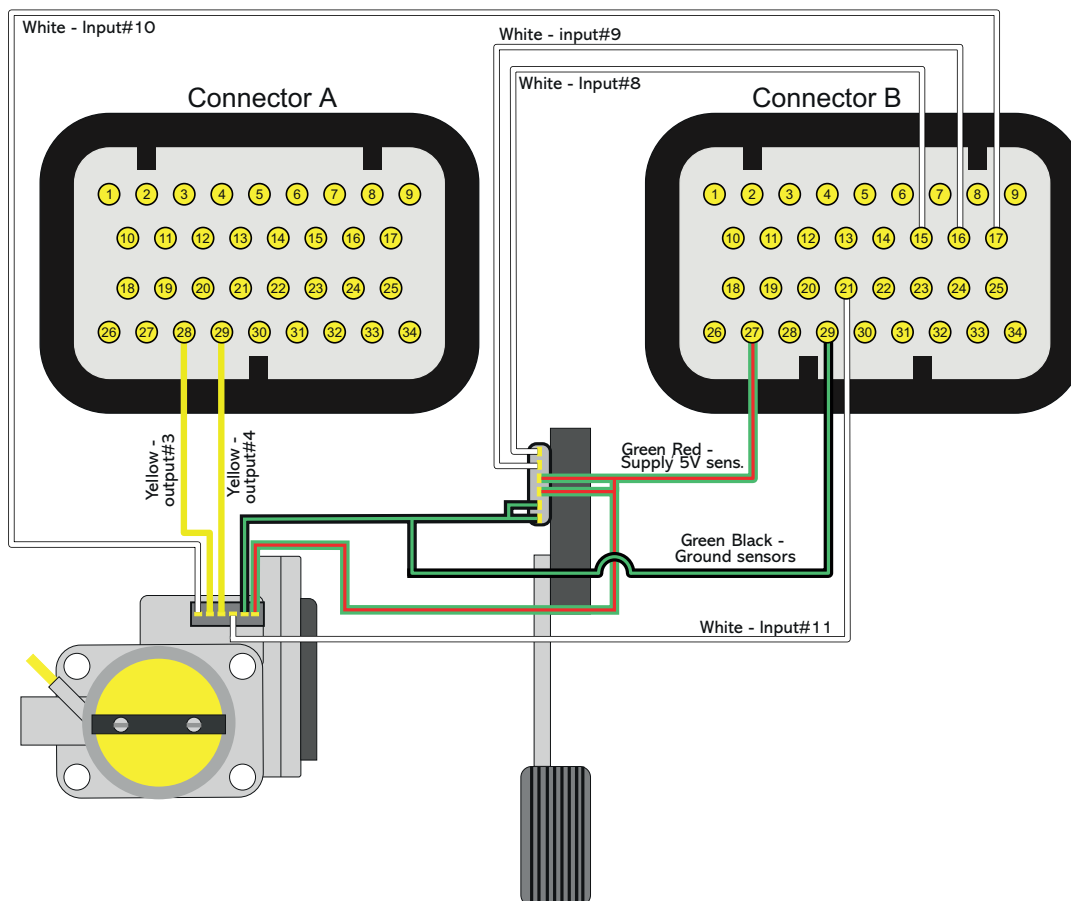 White - Input#10
White - input#9
White - Input#8
Connector A
Connector B
1 2 3 4 5 6 7 8 9
10 11 12 13 14 15 16 17
18 19 20 21 22 23 24 25
26 27 28 29 30 31 32 33 34
1 2 3 4 5 6 7 8 9
10 11 12 13 14 15 16 17
18 19 20 21 22 23 24 25
26 27 28 29 30 31 32 33 34
Yellow -
output#3
Yellow -
output#4
Green Red -
Supply 5V sens.
Green Black -
Ground sensors
White - Input#11